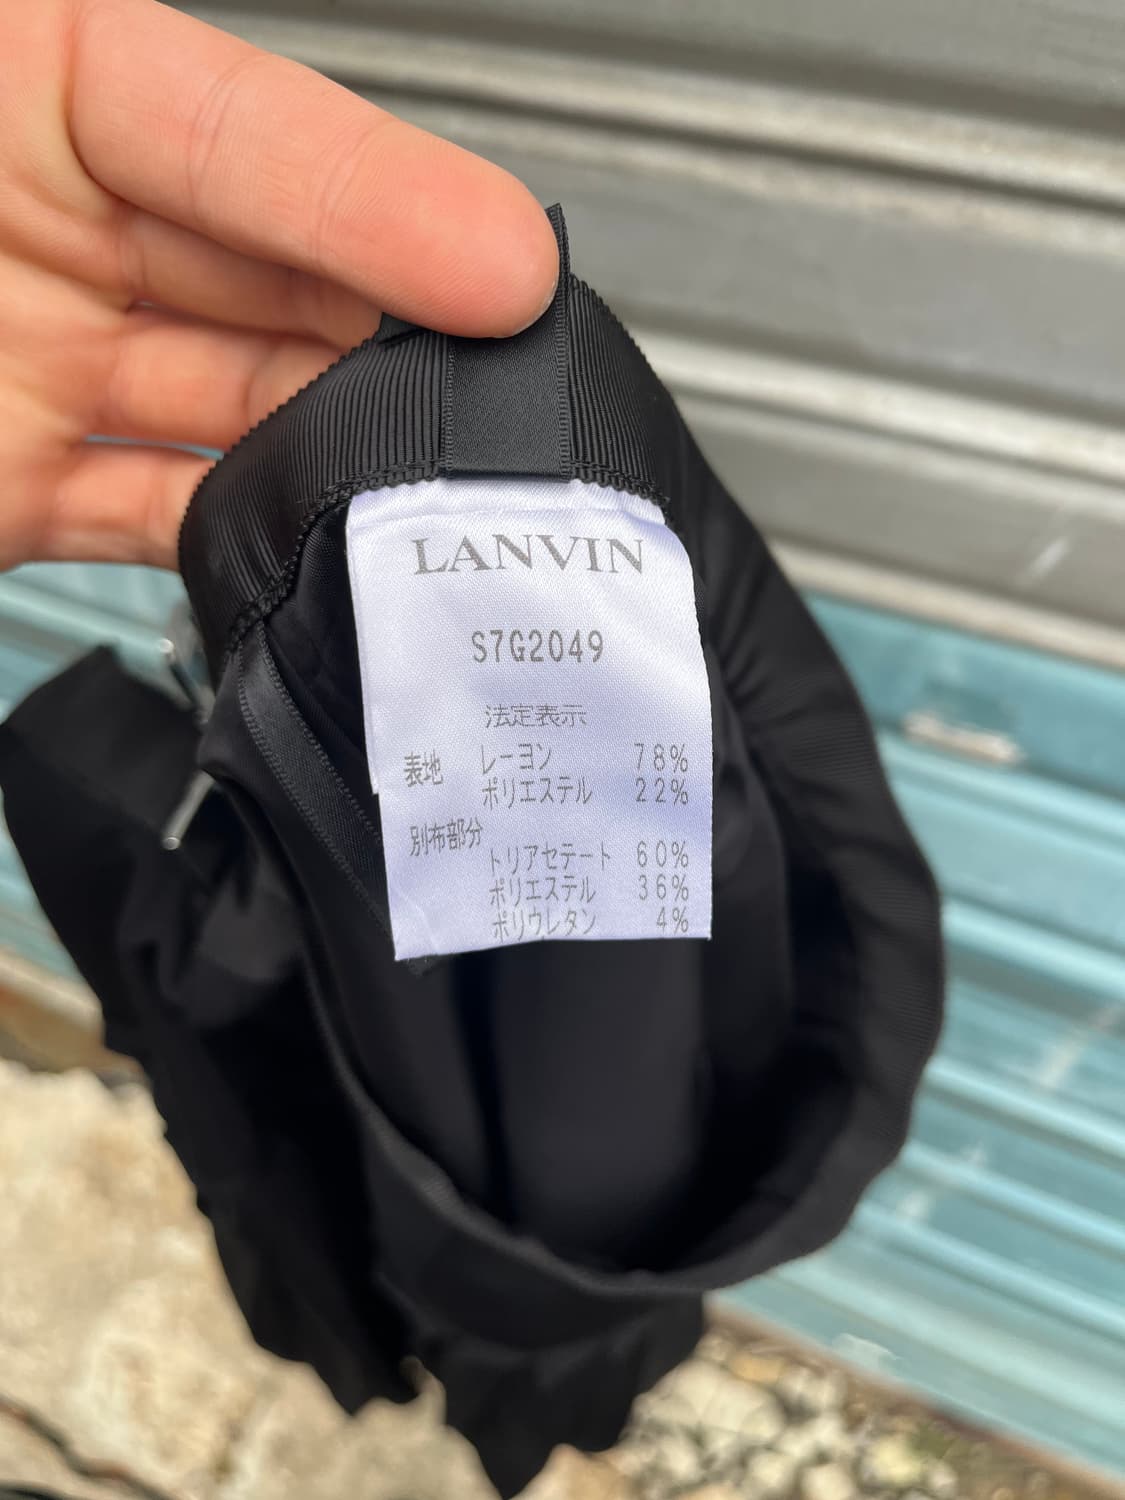 LANVIN
S7G2049
法定表示
表地 レーヨン 78%
ポリエステル 22%
別布部分
トリアセテート 60%
ポリエステル 36%
ポリウレタン 4%